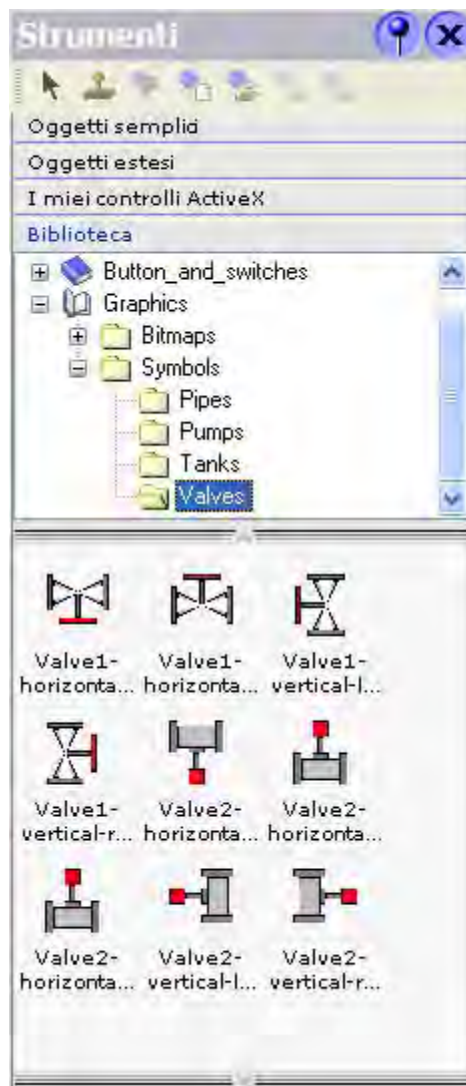 Strumenti
Oggetti semplici
Oggetti estesi
I miei controlli ActiveX
Biblioteca
Button_and_switches
Graphics
Bitmaps
Symbols
Pipes
Pumps
Tanks
Valves
Valve1- Valve1- Valve1-
horizonta... horizonta... vertical-l...
Valve1- Valve2- Valve2-
vertical-r... horizonta... horizonta...
Valve2- Valve2- Valve2-
horizonta... vertical-l... vertical-r...